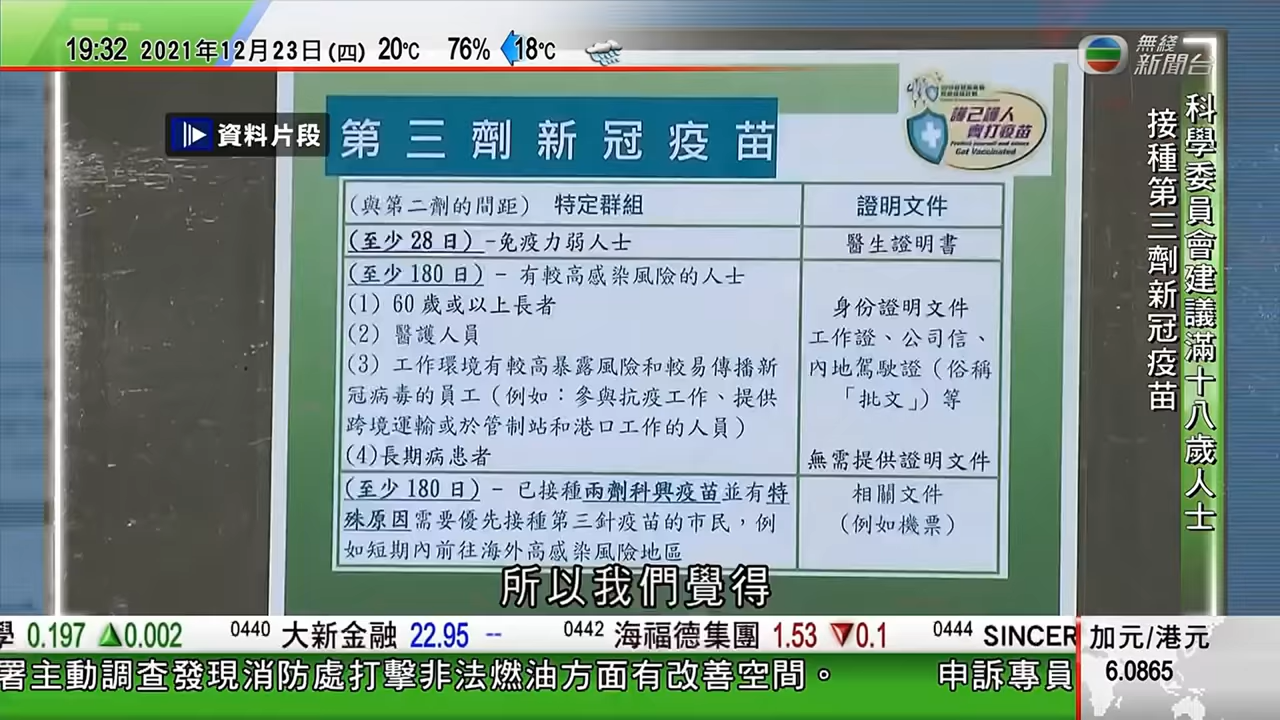 19:32 2021年12月23日(四) 20℃ 76% 18℃
無綫
新聞台
資料片段
第三劑新冠疫苗
護己護人
齊打疫苗
Protect yourself and others
Get Vaccinated
(與第二劑的間距) 特定群組
證明文件
(至少28日)-免疫力弱人士
醫生證明書
(至少180日) - 有較高感染風險的人士
(1) 60歲或以上長者
(2) 醫護人員
(3) 工作環境有較高暴露風險和較易傳播新
冠病毒的員工(例如:參與抗疫工作、提供
跨境運輸或於管制站和港口工作的人員)
(4)長期病患者
身份證明文件
工作證、公司信、
內地駕駛證(俗稱
「批文」)等
無需提供證明文件
(至少180日) - 已接種兩劑科興疫苗並有特
殊原因需要優先接種第三針疫苗的市民,例
如短期內前往海外高感染風險地區
相關文件
(例如機票)
科學委員會建議滿十八歲人士
接種第三劑新冠疫苗
所以我們覺得
0.197 ▲0.002 0440 大新金融 22.95 -- 0442 海福德集團 1.53 ▼0.1 0444 SINCER
署主動調查發現消防處打擊非法燃油方面有改善空間。 申訴專員
加元/港元
6.0865